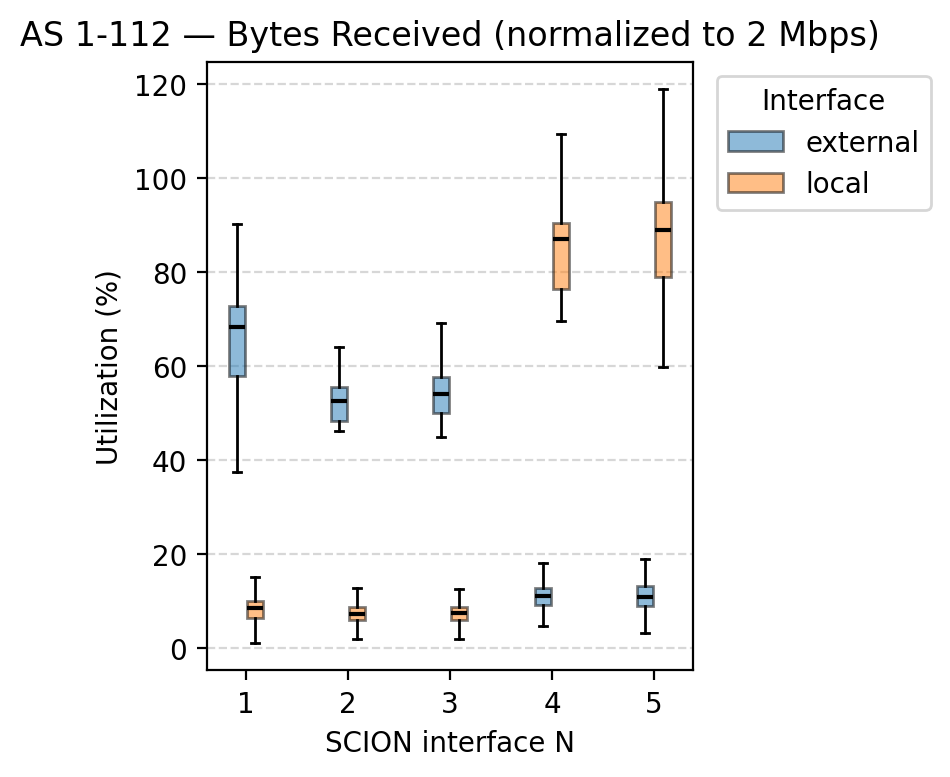 AS 1-112 — Bytes Received (normalized to 2 Mbps)
Interface
external
local
Utilization (%)
120
100
80
60
40
20
0
1 2 3 4 5
SCION interface N